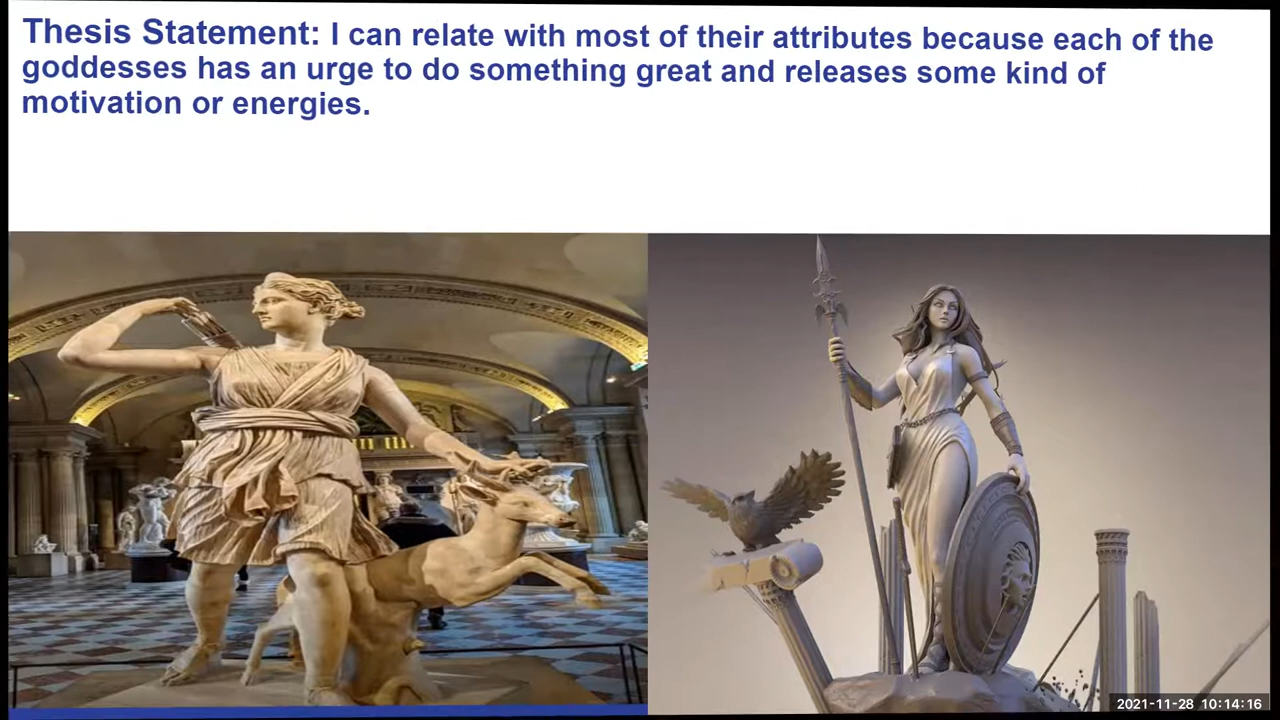 Thesis Statement: I can relate with most of their attributes because each of the
goddesses has an urge to do something great and releases some kind of
motivation or energies.
2021-11-28 10:14:16